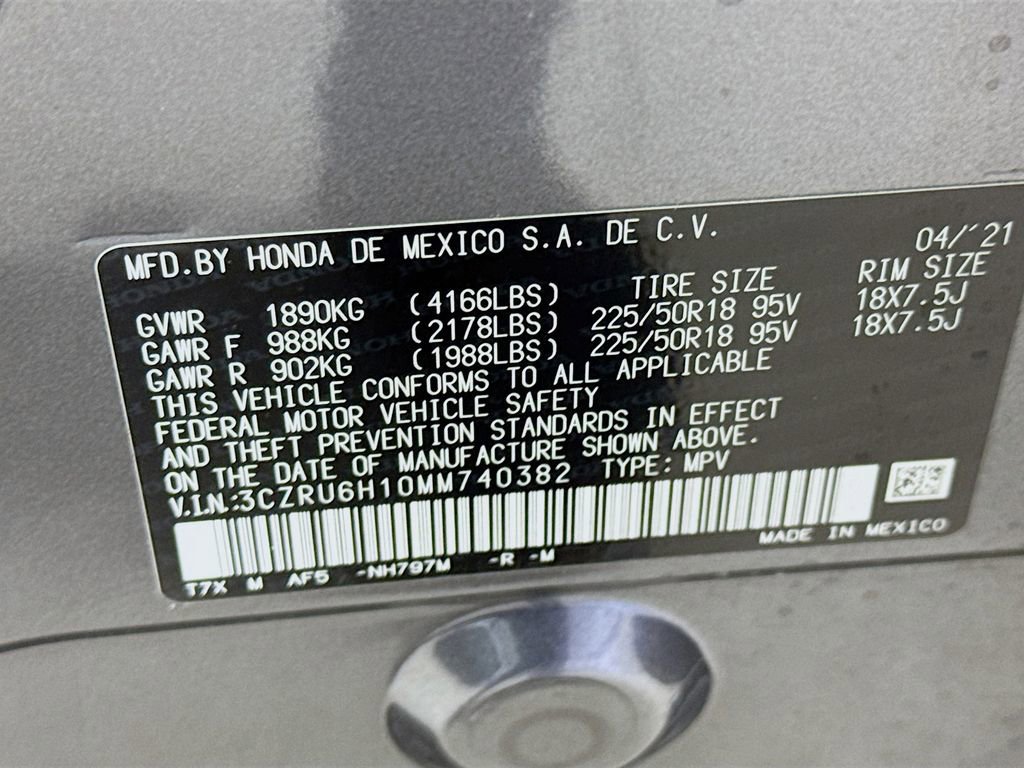 MFD.BY HONDA DE MEXICO S.A. DE C.V. 04/´21
TIRE SIZE RIM SIZE
GVWR 1890KG (4166LBS)
GAWR F 988KG (2178LBS) 225/50R18 95V 18X7.5J
GAWR R 902KG (1988LBS) 225/50R18 95V 18X7.5J
THIS VEHICLE CONFORMS TO ALL APPLICABLE
FEDERAL MOTOR VEHICLE SAFETY
AND THEFT PREVENTION STANDARDS IN EFFECT
ON THE DATE OF MANUFACTURE SHOWN ABOVE.
V.I.N.:3CZRU6H10MM740382 TYPE: MPV
MADE IN MEXICO
T7X M AF5 -NH797M -R -M